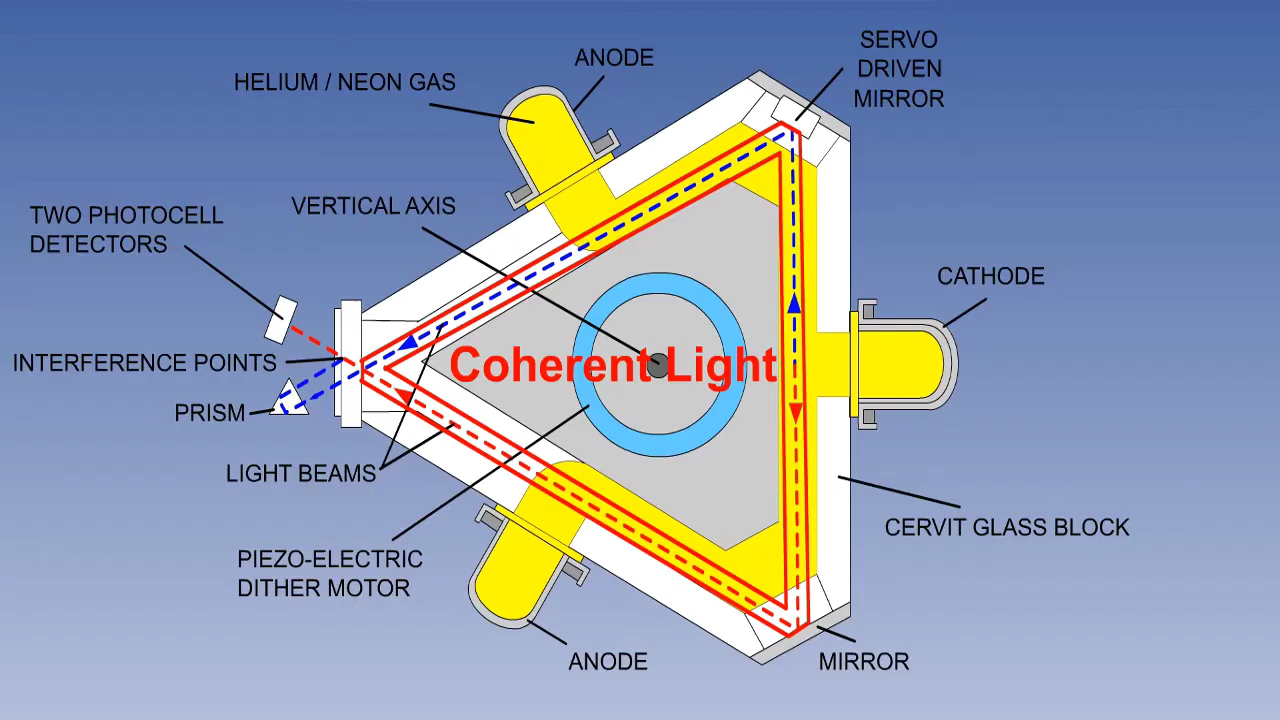 SERVO
DRIVEN
MIRROR
ANODE
HELIUM / NEON GAS
VERTICAL AXIS
TWO PHOTOCELL
DETECTORS
CATHODE
INTERFERENCE POINTS
Coherent Light
PRISM
LIGHT BEAMS
CERVIT GLASS BLOCK
PIEZO-ELECTRIC
DITHER MOTOR
ANODE
MIRROR